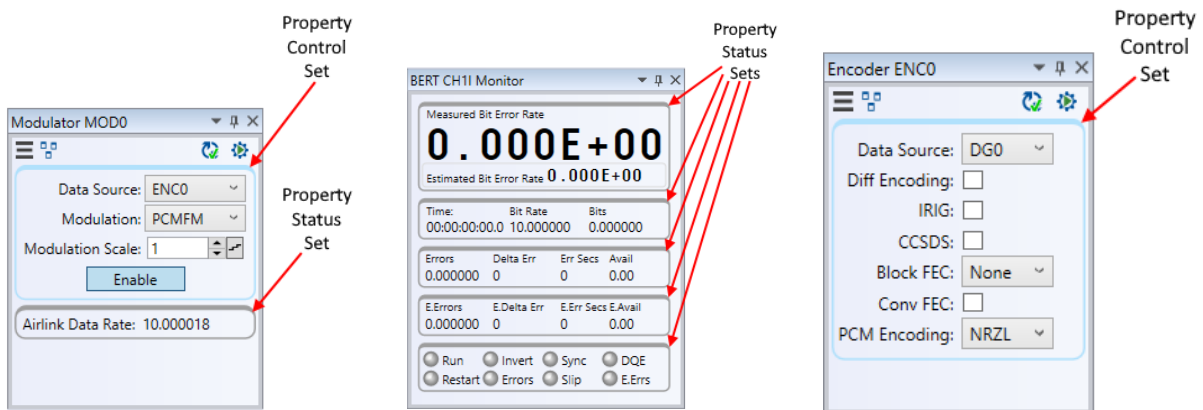 Property
Control
Set
Modulator MOD0
Data Source: ENC0
Modulation: PCMFM
Modulation Scale: 1
Enable
Airlink Data Rate: 10.000018
Property
Status
Set
BERT CH1I Monitor
Property
Status
Sets
Measured Bit Error Rate
0.000E+00
Estimated Bit Error Rate 0.000E+00
Time: Bit Rate Bits
00:00:00:00.0 10.000000 0.000000
Errors Delta Err Err Secs Avail
0.000000 0 0 0.00
E.Errors E.Delta Err E.Err Secs E.Avail
0.000000 0 0 0.00
Run Invert Sync DQE
Restart Errors Slip E.Errs
Property
Control
Set
Encoder ENC0
Data Source: DG0
Diff Encoding:
IRIG:
CCSDS:
Block FEC: None
Conv FEC:
PCM Encoding: NRZL